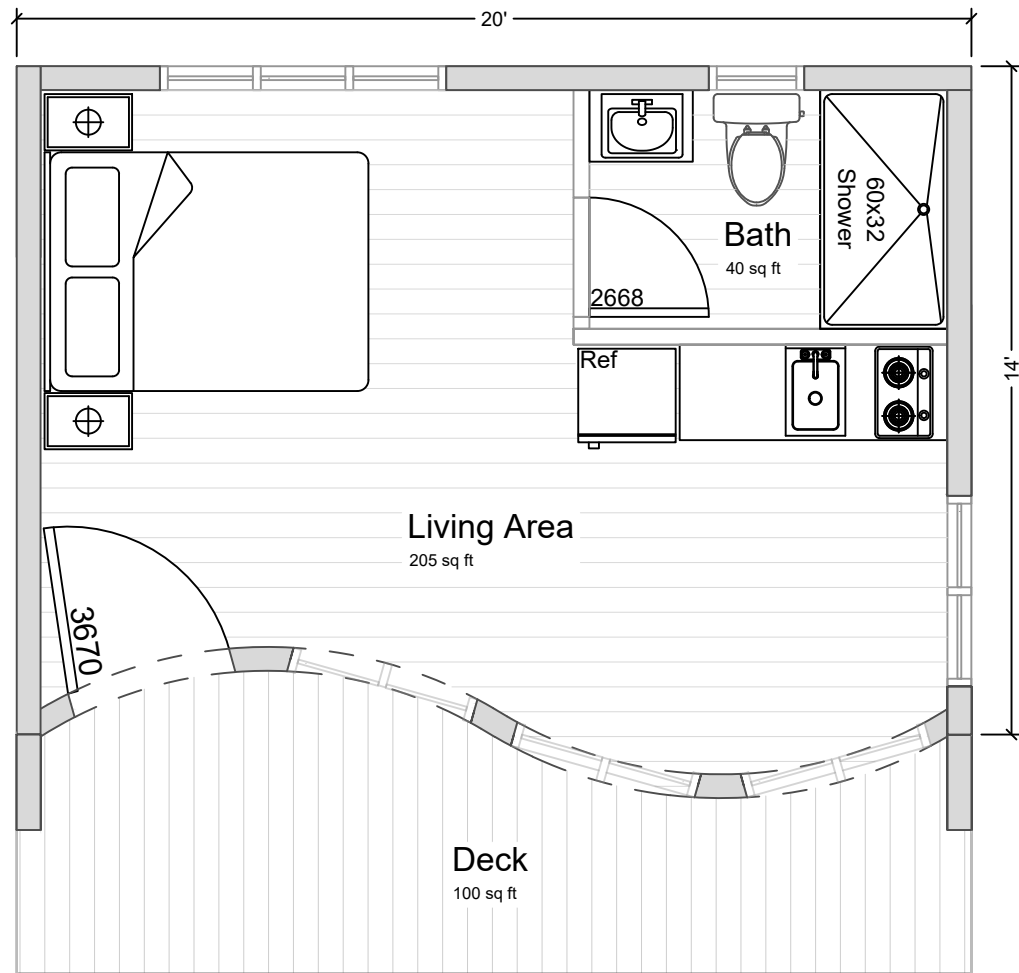 20'
14'
60x32
Shower
Bath
40 sq ft
2668
Ref
Living Area
205 sq ft
3670
Deck
100 sq ft